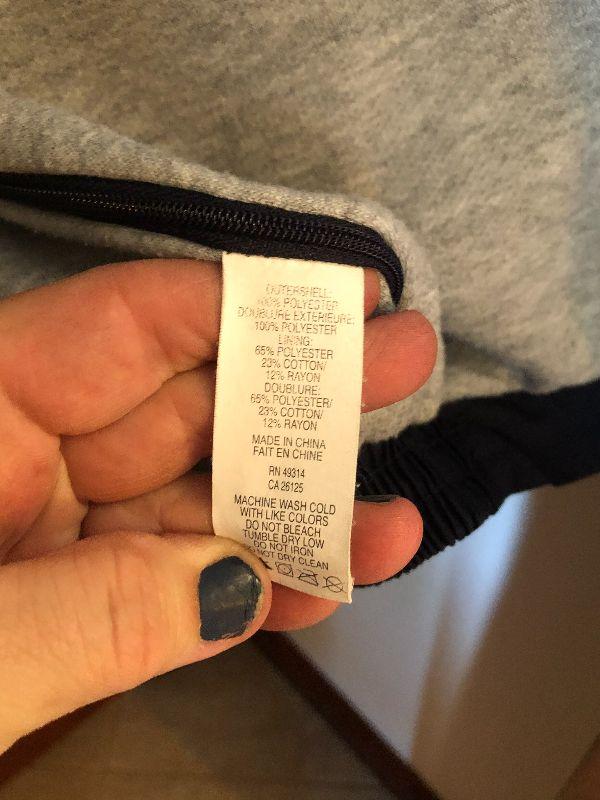 OUTERSHELL:
100% POLYESTER
DOUBLURE EXTERIEURE:
100% POLYESTER
LINING:
65% POLYESTER
23% COTTON/
12% RAYON
DOUBLURE:
65% POLYESTER/
23% COTTON/
12% RAYON
MADE IN CHINA
FAIT EN CHINE
RN 49314
CA 26125
MACHINE WASH COLD
WITH LIKE COLORS
DO NOT BLEACH
TUMBLE DRY LOW
DO NOT IRON
DO NOT DRY CLEAN